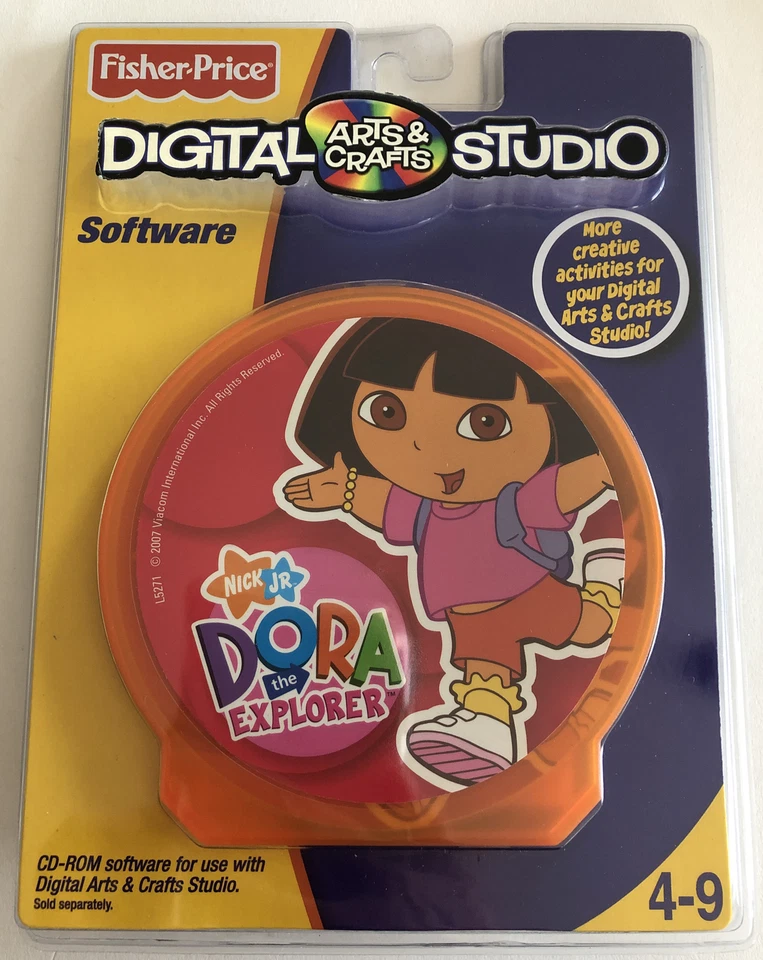 Fisher-Price®
DIGITAL ARTS & CRAFTS STUDIO
Software
More
creative
activities for
your Digital
Arts & Crafts
Studio!
L5271 © 2007 Viacom International Inc. All Rights Reserved.
NICK JR.
DORA
the
EXPLORER™
CD-ROM software for use with
Digital Arts & Crafts Studio.
Sold separately.
4-9